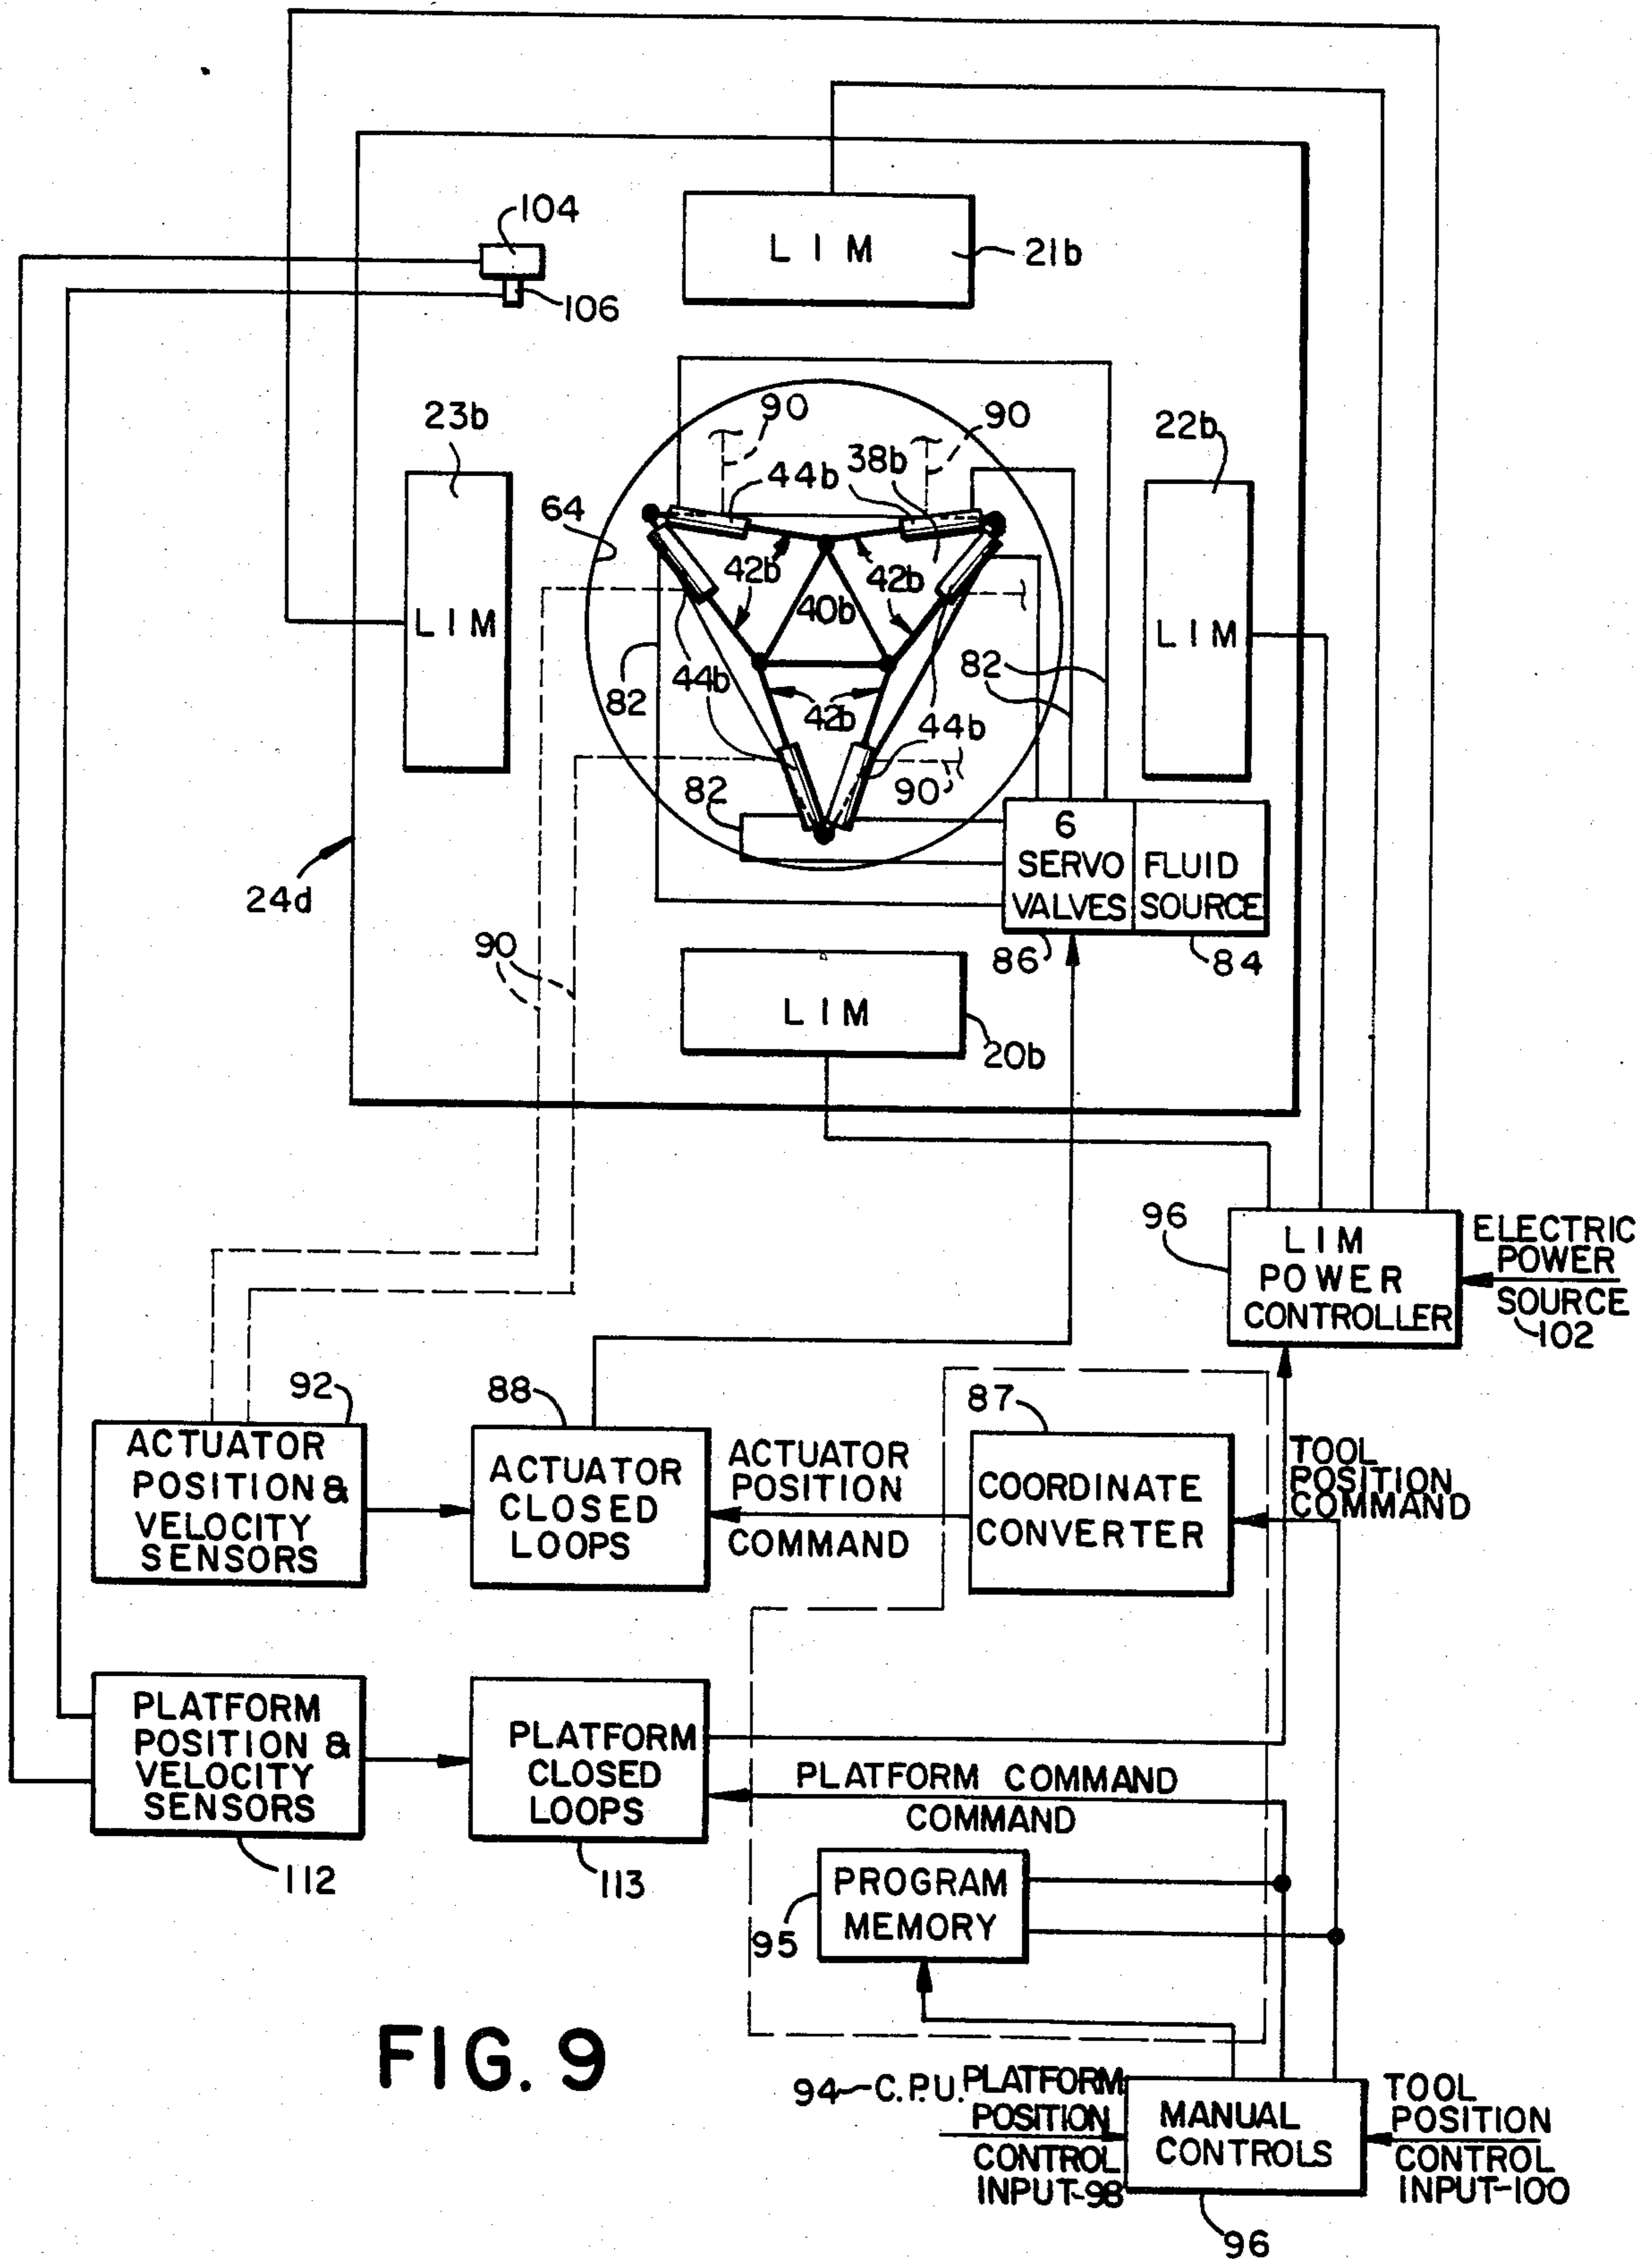 104
LIM
21b
106
23b
90
90
22b
38b
44b
64
42b
42b
LIM
40b
LIM
82
44b
82
42b
44b
82
90
6
SERVO
VALVES
FLUID
SOURCE
24d
86
84
90
LIM
20b
96
LIM
POWER
CONTROLLER
ELECTRIC
POWER
SOURCE
102
92
88
87
ACTUATOR
POSITION &
VELOCITY
SENSORS
ACTUATOR
CLOSED
LOOPS
ACTUATOR
POSITION
COMMAND
COORDINATE
CONVERTER
TOOL
POSITION
COMMAND
PLATFORM
POSITION &
VELOCITY
SENSORS
PLATFORM
CLOSED
LOOPS
PLATFORM COMMAND
COMMAND
112
113
95
PROGRAM
MEMORY
FIG. 9
94-C.P.U.
PLATFORM
POSITION
CONTROL
INPUT-98
MANUAL
CONTROLS
TOOL
POSITION
CONTROL
INPUT-100
96